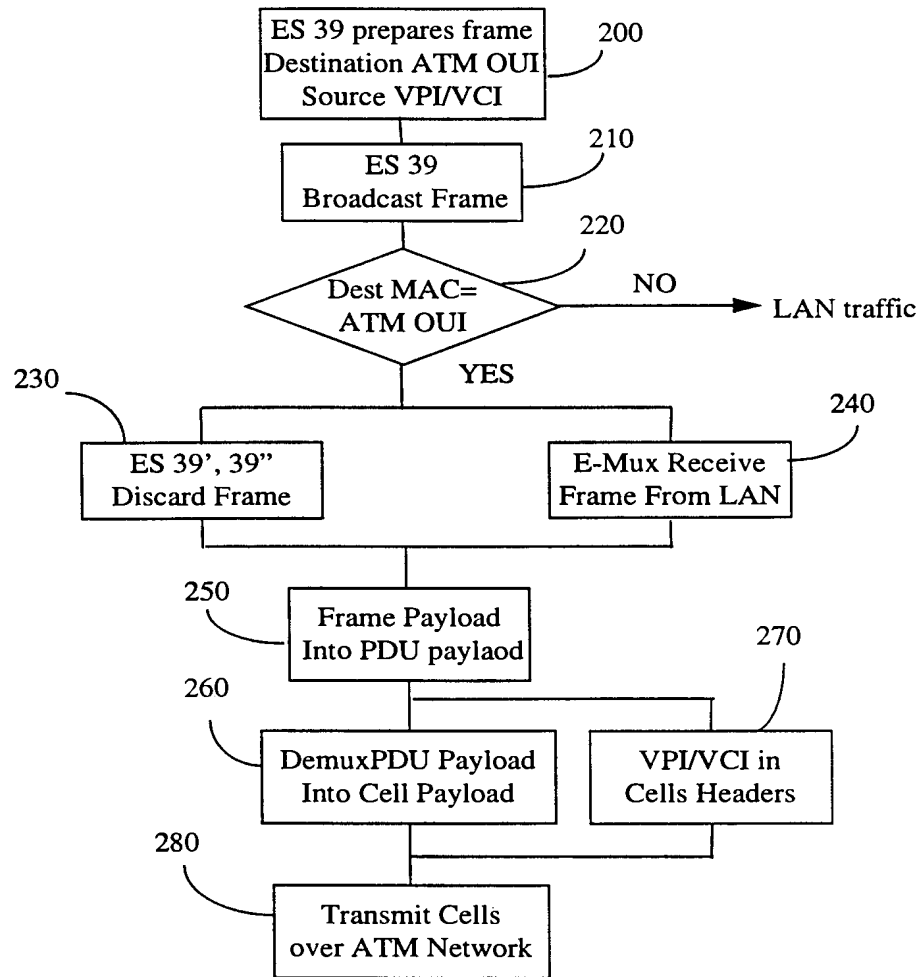 ES 39 prepares frame
Destination ATM OUI
Source VPI/VCI
200
ES 39
Broadcast Frame
210
220
Dest MAC=
ATM OUI
NO
LAN traffic
YES
230
ES 39’, 39”
Discard Frame
240
E-Mux Receive
Frame From LAN
250
Frame Payload
Into PDU paylaod
260
DemuxPDU Payload
Into Cell Payload
270
VPI/VCI in
Cells Headers
280
Transmit Cells
over ATM Network